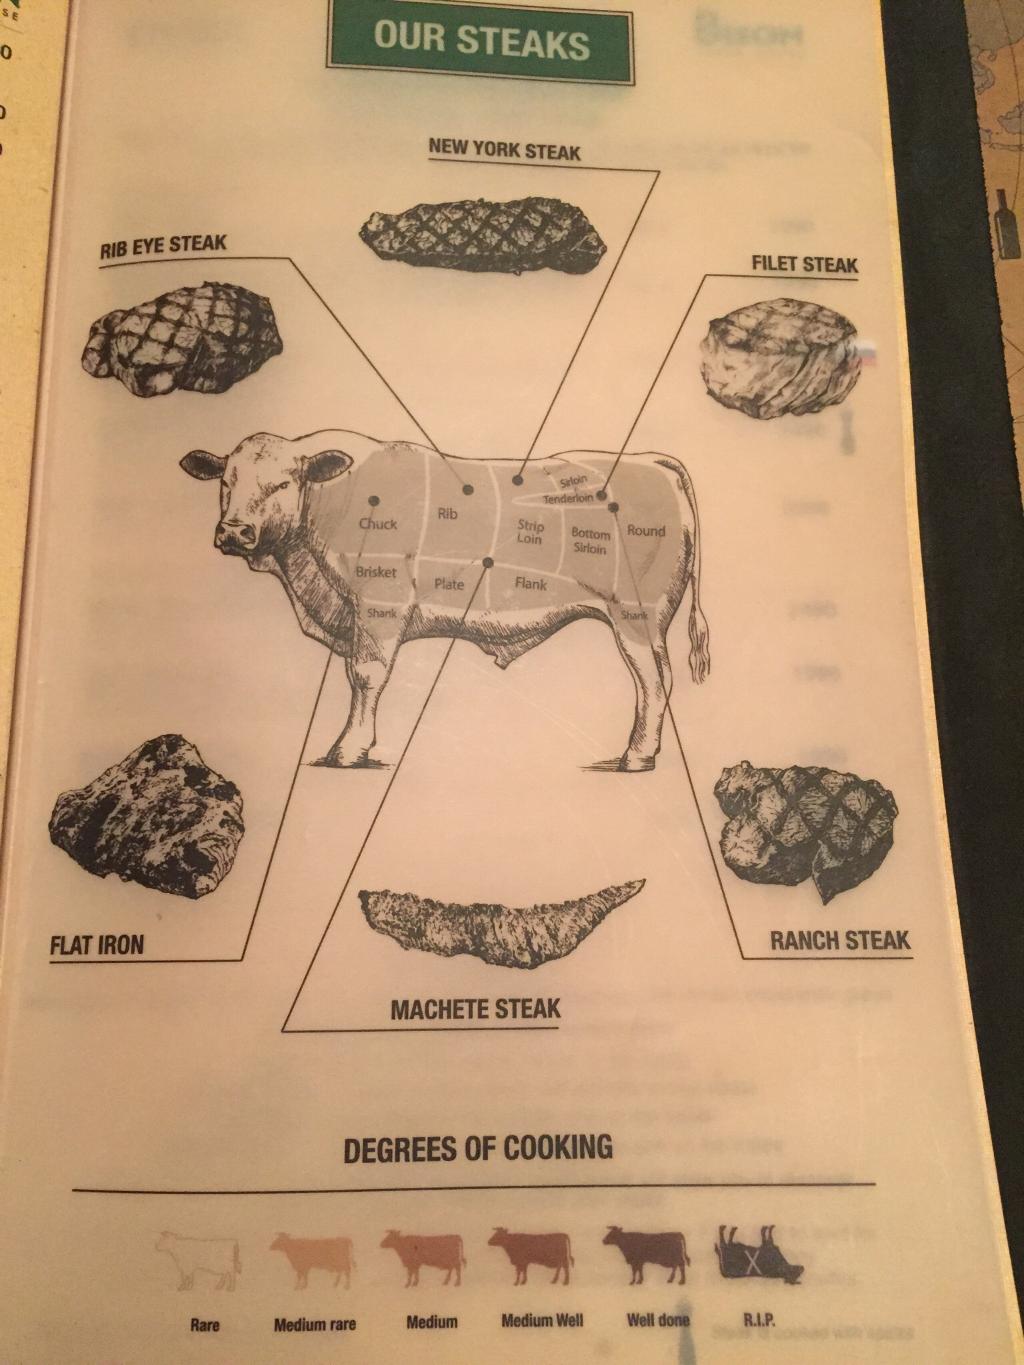 SE
OUR STEAKS
NEW YORK STEAK
RIB EYE STEAK
FILET STEAK
Sirloin
Tenderloin
Chuck
Rib
Strip
Loin
Bottom
Sirloin
Round
Brisket
Plate
Flank
Shank
Shank
FLAT IRON
RANCH STEAK
MACHETE STEAK
DEGREES OF COOKING
Rare
Medium rare
Medium
Medium Well
Well done
R.I.P.